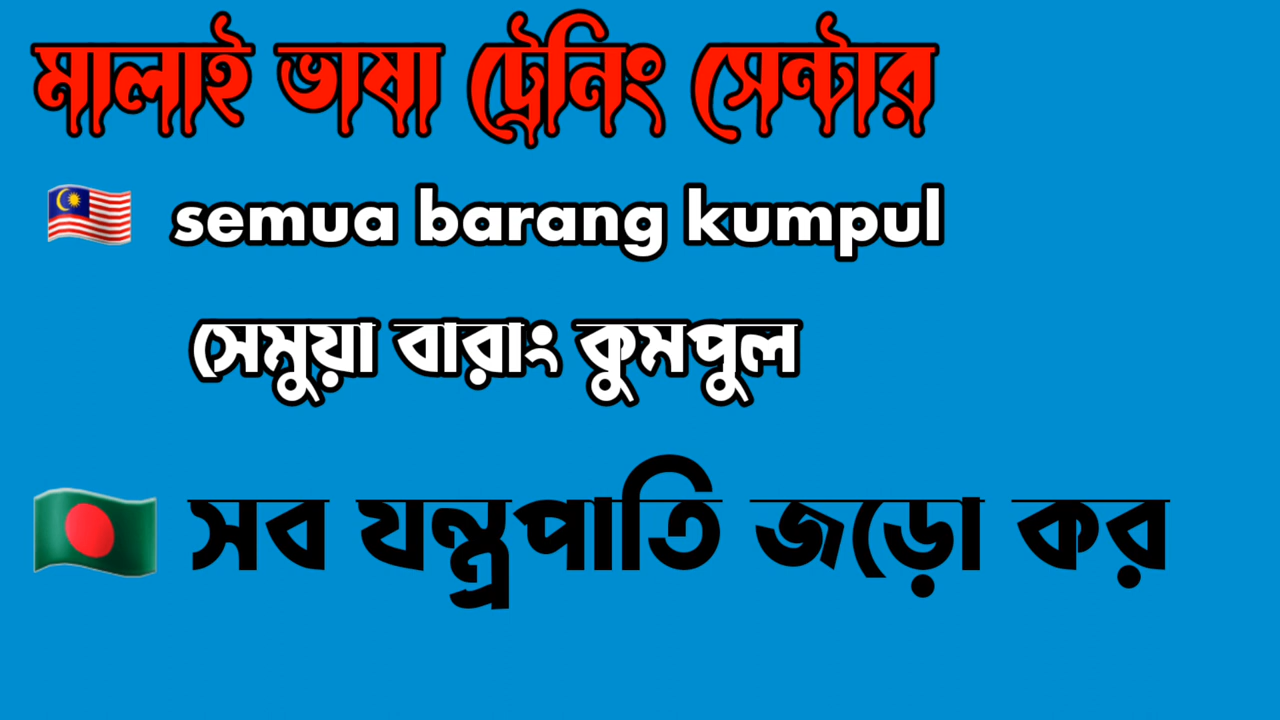 মালাই ভাষা ট্রেনিং সেন্টার
semua barang kumpul
সেমুয়া বারাং কুমপুল
সব যন্ত্রপাতি জড়ো কর